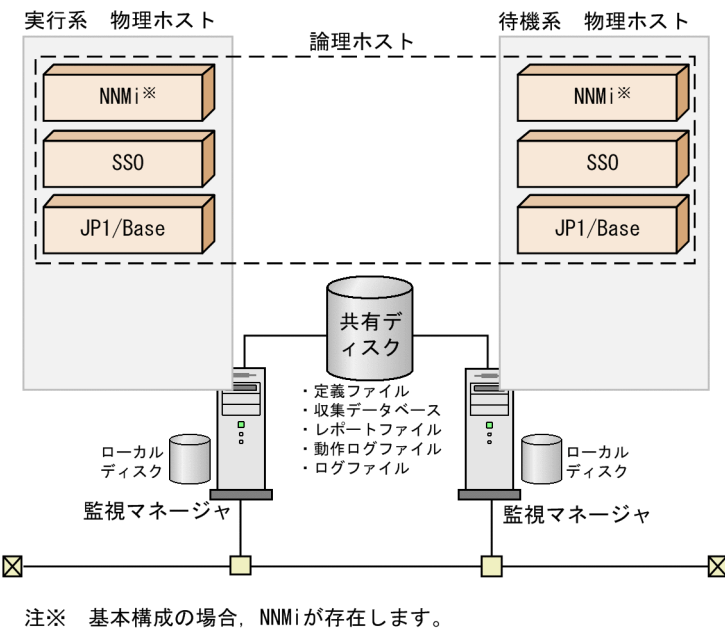 実行系　物理ホスト
待機系　物理ホスト
論理ホスト
NNMi※
SSO
JP1/Base
NNMi※
SSO
JP1/Base
共有デ
ィスク
・定義ファイル
・収集データベース
・レポートファイル
・動作ログファイル
・ログファイル
ローカル
ディスク
監視マネージャ
ローカル
ディスク
監視マネージャ
注※　基本構成の場合，NNMiが存在します。